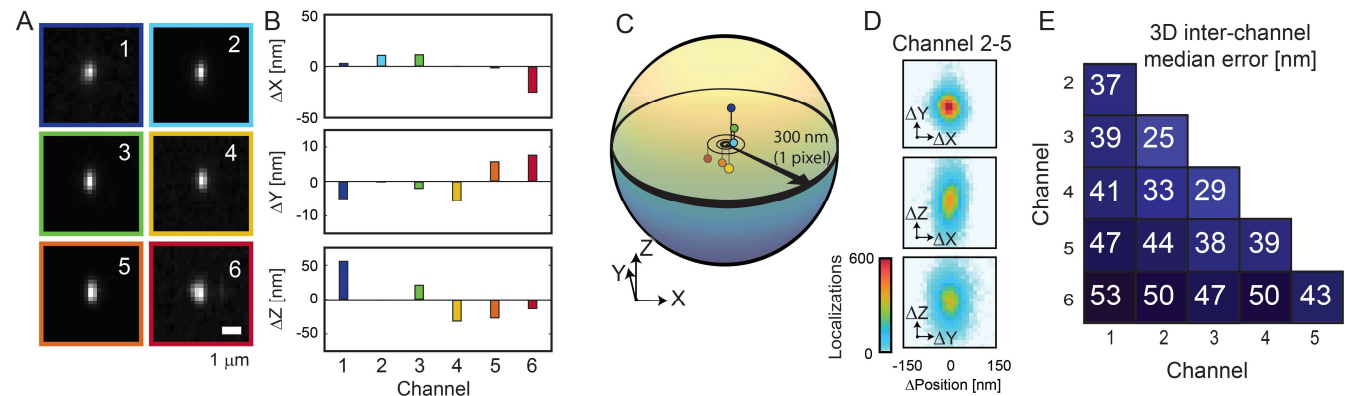 A
1
2
3
4
5
6
1 μm
B
50
0
-50
ΔX [nm]
10
0
-10
ΔY [nm]
50
0
-50
ΔZ [nm]
1 2 3 4 5 6
Channel
C
300 nm
(1 pixel)
Z
Y
X
D
Channel 2-5
ΔY
ΔX
ΔZ
ΔX
ΔZ
ΔY
600
0
Localizations
-150 0 150
ΔPosition [nm]
E
3D inter-channel
median error [nm]
2 37
3 39 25
4 41 33 29
5 47 44 38 39
6 53 50 47 50 43
1 2 3 4 5
Channel
Channel